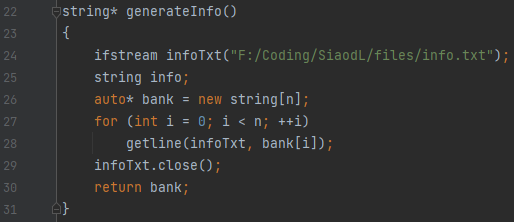 22 string* generateInfo()
23 {
24     ifstream infoTxt("F:/Coding/SiaodL/files/info.txt");
25     string info;
26     auto* bank = new string[n];
27     for (int i = 0; i < n; ++i)
28         getline(infoTxt, bank[i]);
29     infoTxt.close();
30     return bank;
31 }